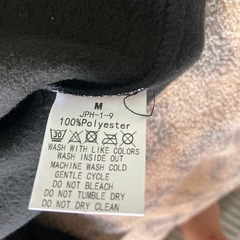 M
JPH-1-9
100%Polyester
30
WASH WITH LIKE COLORS
WASH INSIDE OUT
MACHINE WASH COLD
GENTLE CYCLE
DO NOT BLEACH
DO NOT TUMBLE DRY
DO NOT DRY CLEAN